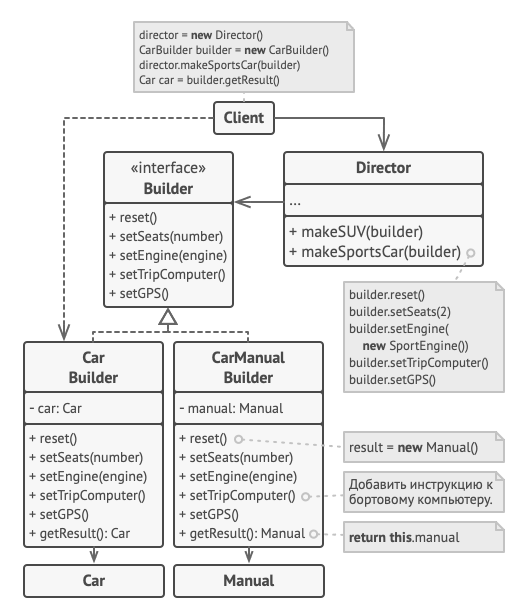 director = new Director()
CarBuilder builder = new CarBuilder()
director.makeSportsCar(builder)
Car car = builder.getResult()
Client
«interface»
Builder
+ reset()
+ setSeats(number)
+ setEngine(engine)
+ setTripComputer()
+ setGPS()
Director
...
+ makeSUV(builder)
+ makeSportsCar(builder)
builder.reset()
builder.setSeats(2)
builder.setEngine(
new SportEngine())
builder.setTripComputer()
builder.setGPS()
Car
Builder
- car: Car
+ reset()
+ setSeats(number)
+ setEngine(engine)
+ setTripComputer()
+ setGPS()
+ getResult(): Car
CarManual
Builder
- manual: Manual
+ reset()
+ setSeats(number)
+ setEngine(engine)
+ setTripComputer()
+ setGPS()
+ getResult(): Manual
result = new Manual()
Добавить инструкцию к
бортовому компьютеру.
return this.manual
Car
Manual